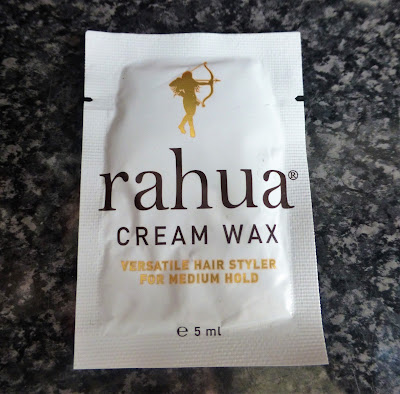 rahua®
CREAM WAX
VERSATILE HAIR STYLER
FOR MEDIUM HOLD
℮ 5 ml